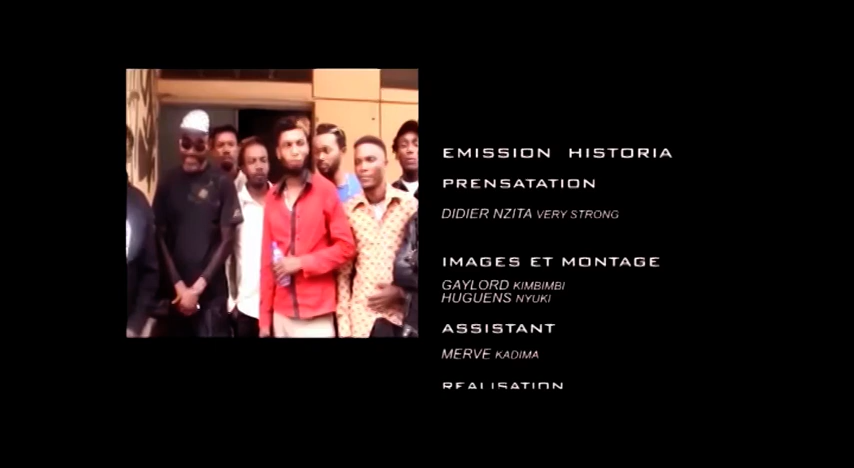 EMISSION HISTORIA
PRENSATATION
DIDIER NZITA VERY STRONG
IMAGES ET MONTAGE
GAYLORD KIMBIMBI
HUGUENS NYUKI
ASSISTANT
MERVE KADIMA
REALISATION